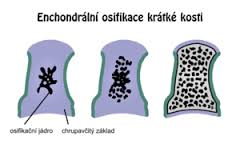 Enchondrální osifikace krátké kosti
osifikační jádro
chrupavčitý základ